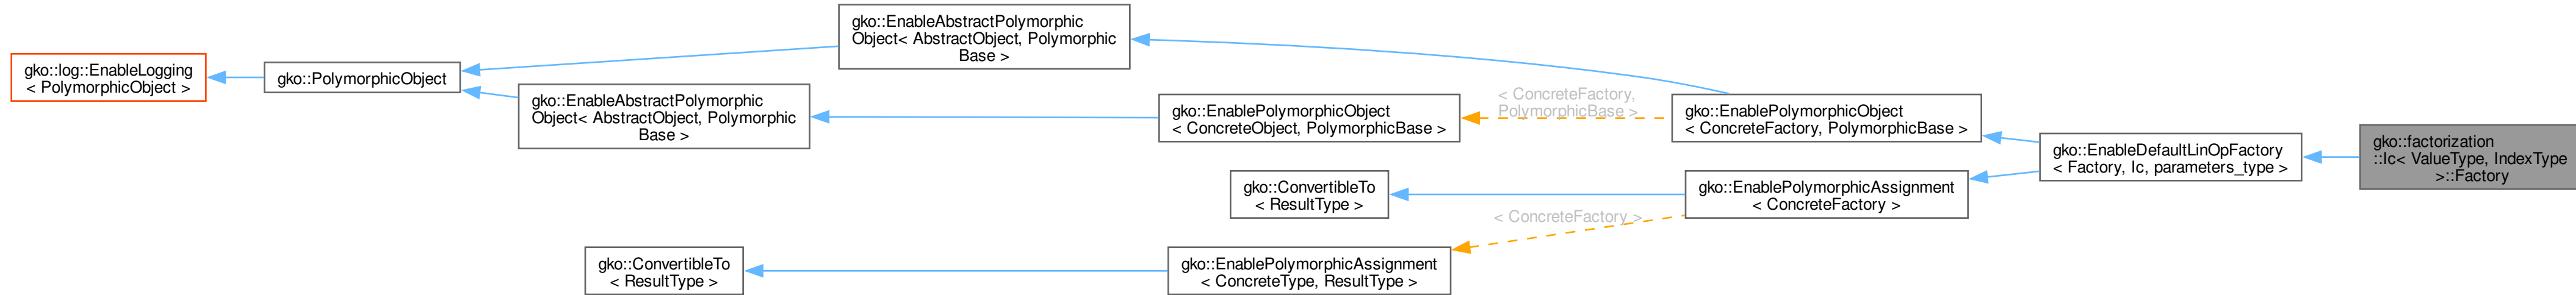 gko::EnableAbstractPolymorphic
Object< AbstractObject, Polymorphic
Base >
gko::log::EnableLogging
< PolymorphicObject >
gko::PolymorphicObject
gko::EnableAbstractPolymorphic
Object< AbstractObject, Polymorphic
Base >
gko::EnablePolymorphicObject
< ConcreteObject, PolymorphicBase >
< ConcreteFactory,
PolymorphicBase >
gko::EnablePolymorphicObject
< ConcreteFactory, PolymorphicBase >
gko::EnableDefaultLinOpFactory
< Factory, Ic, parameters_type >
gko::factorization
::Ic< ValueType, IndexType
>::Factory
gko::ConvertibleTo
< ResultType >
gko::EnablePolymorphicAssignment
< ConcreteFactory >
< ConcreteFactory >
gko::ConvertibleTo
< ResultType >
gko::EnablePolymorphicAssignment
< ConcreteType, ResultType >